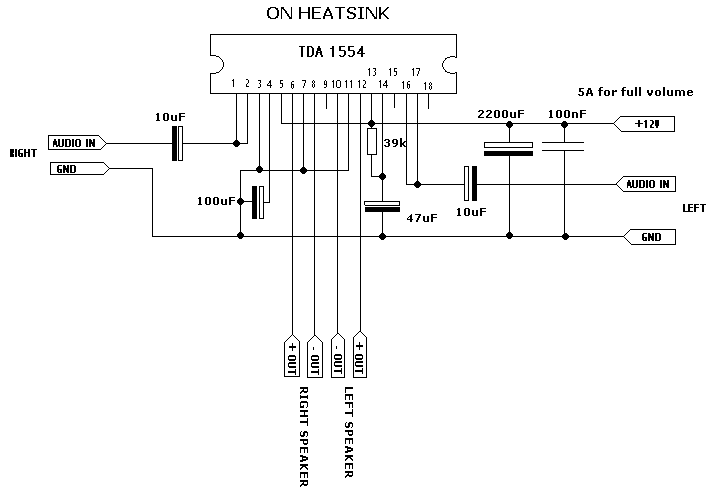 ON HEATSINK
TDA 1554
13 15 17
1 2 3 4 5 6 7 8 9 10 11 12 14 16 18
5A for full volume
10uF
2200uF
100nF
+12V
RIGHT
AUDIO IN
39k
GND
100uF
47uF
10uF
AUDIO IN
LEFT
GND
+ OUT
- OUT
- OUT
+ OUT
RIGHT SPEAKER
LEFT SPEAKER